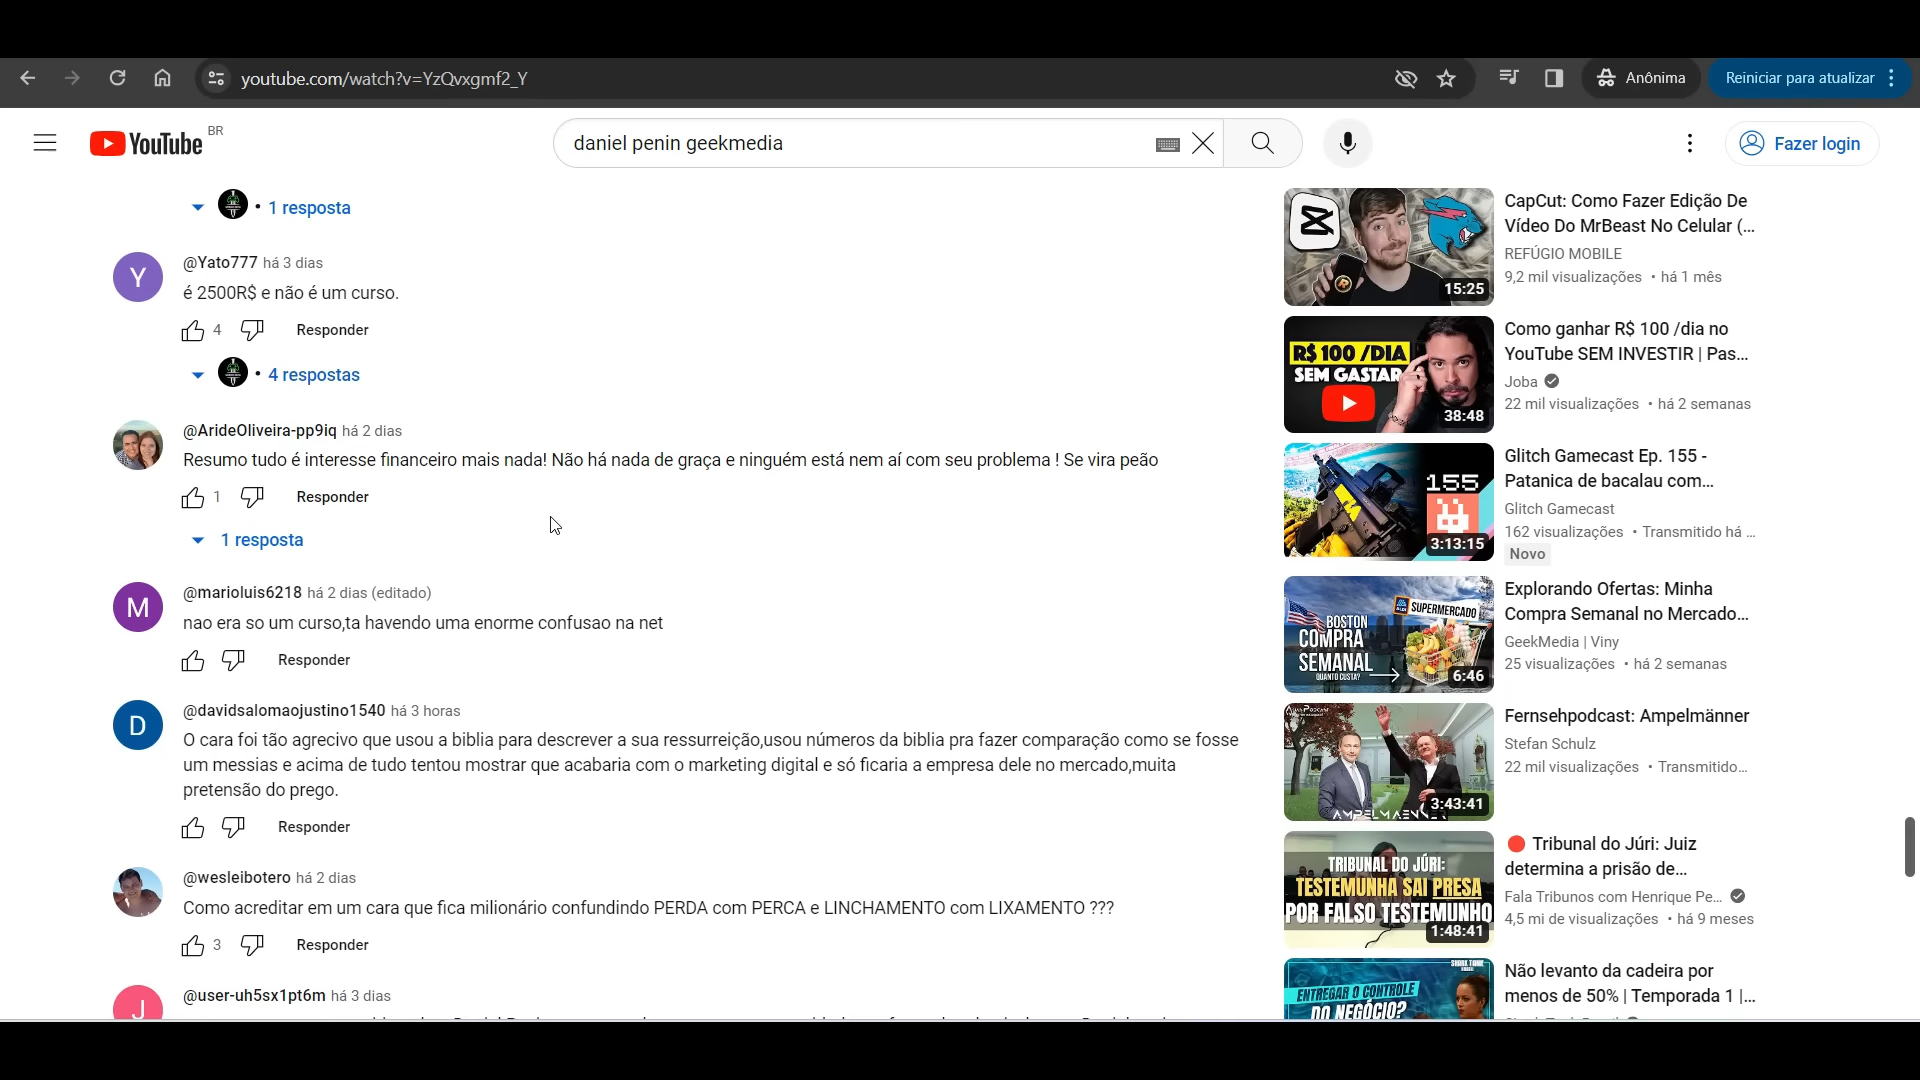 youtube.com/watch?v=YzQvxgmf2_Y
Anônima
Reiniciar para atualizar
YouTube BR
daniel penin geekmedia
Fazer login
• 1 resposta
Y
@Yato777 há 3 dias
é 2500R$ e não é um curso.
4 Responder
• 4 respostas
@ArideOliveira-pp9iq há 2 dias
Resumo tudo é interesse financeiro mais nada! Não há nada de graça e ninguém está nem aí com seu problema ! Se vira peão
1 Responder
1 resposta
M
@marioluis6218 há 2 dias (editado)
nao era so um curso,ta havendo uma enorme confusao na net
Responder
D
@davidsalomaojustino1540 há 3 horas
O cara foi tão agrecivo que usou a biblia para descrever a sua ressurreição,usou números da biblia pra fazer comparação como se fosse
um messias e acima de tudo tentou mostrar que acabaria com o marketing digital e só ficaria a empresa dele no mercado,muita
pretensão do prego.
Responder
@wesleibotero há 2 dias
Como acreditar em um cara que fica milionário confundindo PERDA com PERCA e LINCHAMENTO com LIXAMENTO ???
3 Responder
J
@user-uh5sx1pt6m há 3 dias
15:25
CapCut: Como Fazer Edição De
Vídeo Do MrBeast No Celular (...
REFÚGIO MOBILE
9,2 mil visualizações • há 1 mês
R$ 100 /DIA
SEM GASTAR
38:48
Como ganhar R$ 100 /dia no
YouTube SEM INVESTIR | Pas...
Joba
22 mil visualizações • há 2 semanas
155
3:13:15
Glitch Gamecast Ep. 155 -
Patanica de bacalau com...
Glitch Gamecast
162 visualizações • Transmitido há ...
Novo
ALDI
SUPERMERCADO
BOSTON
COMPRA
SEMANAL
QUANTO CUSTA?
6:46
Explorando Ofertas: Minha
Compra Semanal no Mercado...
GeekMedia | Viny
25 visualizações • há 2 semanas
AMPELMAENNER
3:43:41
Fernsehpodcast: Ampelmänner
Stefan Schulz
22 mil visualizações • Transmitido...
TRIBUNAL DO JÚRI:
TESTEMUNHA SAI PRESA
POR FALSO TESTEMUNHO
1:48:41
Tribunal do Júri: Juiz
determina a prisão de...
Fala Tribunos com Henrique Pe...
4,5 mi de visualizações • há 9 meses
SHARK TANK
ENTREGAR O CONTROLE
DO NEGÓCIO?
Não levanto da cadeira por
menos de 50% | Temporada 1 |...